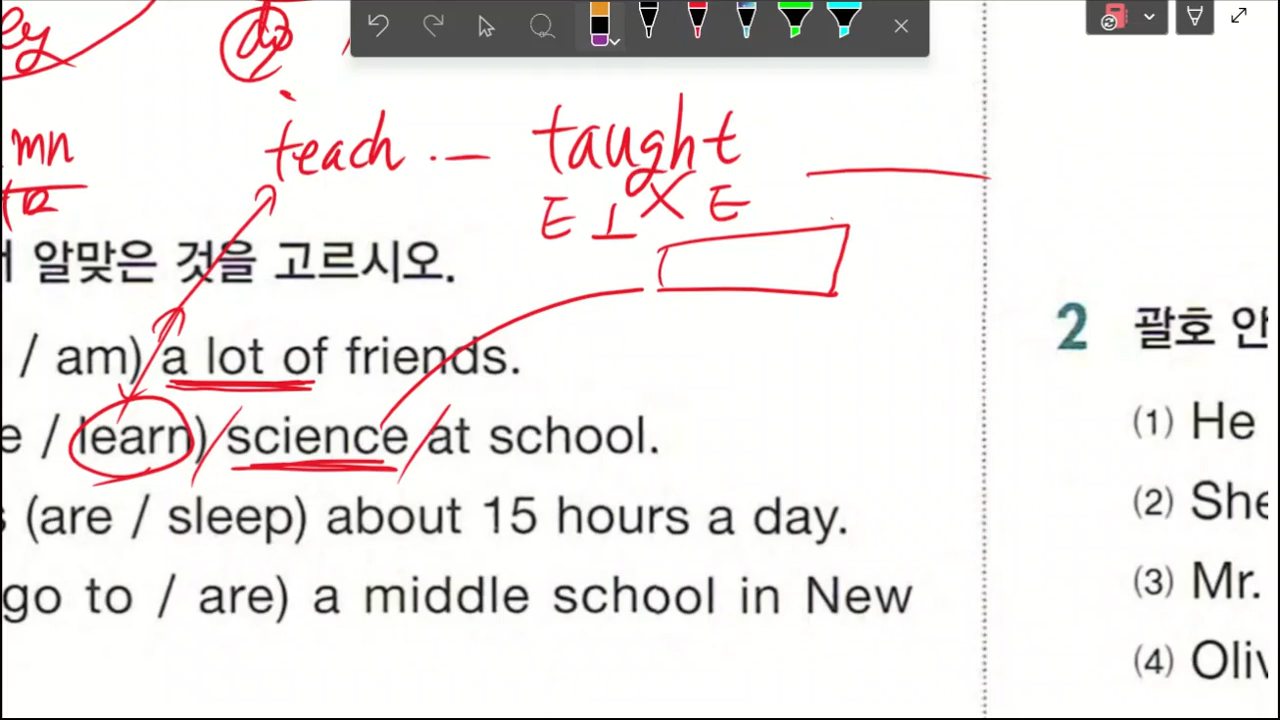 teach — taught
알맞은 것을 고르시오.
/ am) a lot of friends.
/ learn) science at school.
(are / sleep) about 15 hours a day.
go to / are) a middle school in New
2 괄호 안
(1) He
(2) She
(3) Mr.
(4)